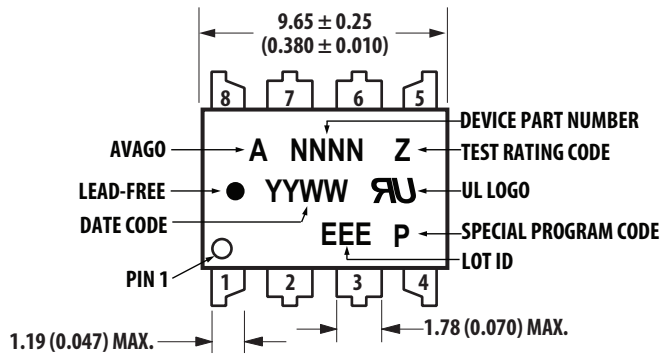 9.65 ± 0.25
(0.380 ± 0.010)
8 7 6 5
DEVICE PART NUMBER
AVAGO A NNNN Z TEST RATING CODE
LEAD-FREE YYWW RU UL LOGO
DATE CODE
EEE P SPECIAL PROGRAM CODE
LOT ID
PIN 1
1 2 3 4
1.19 (0.047) MAX. 1.78 (0.070) MAX.